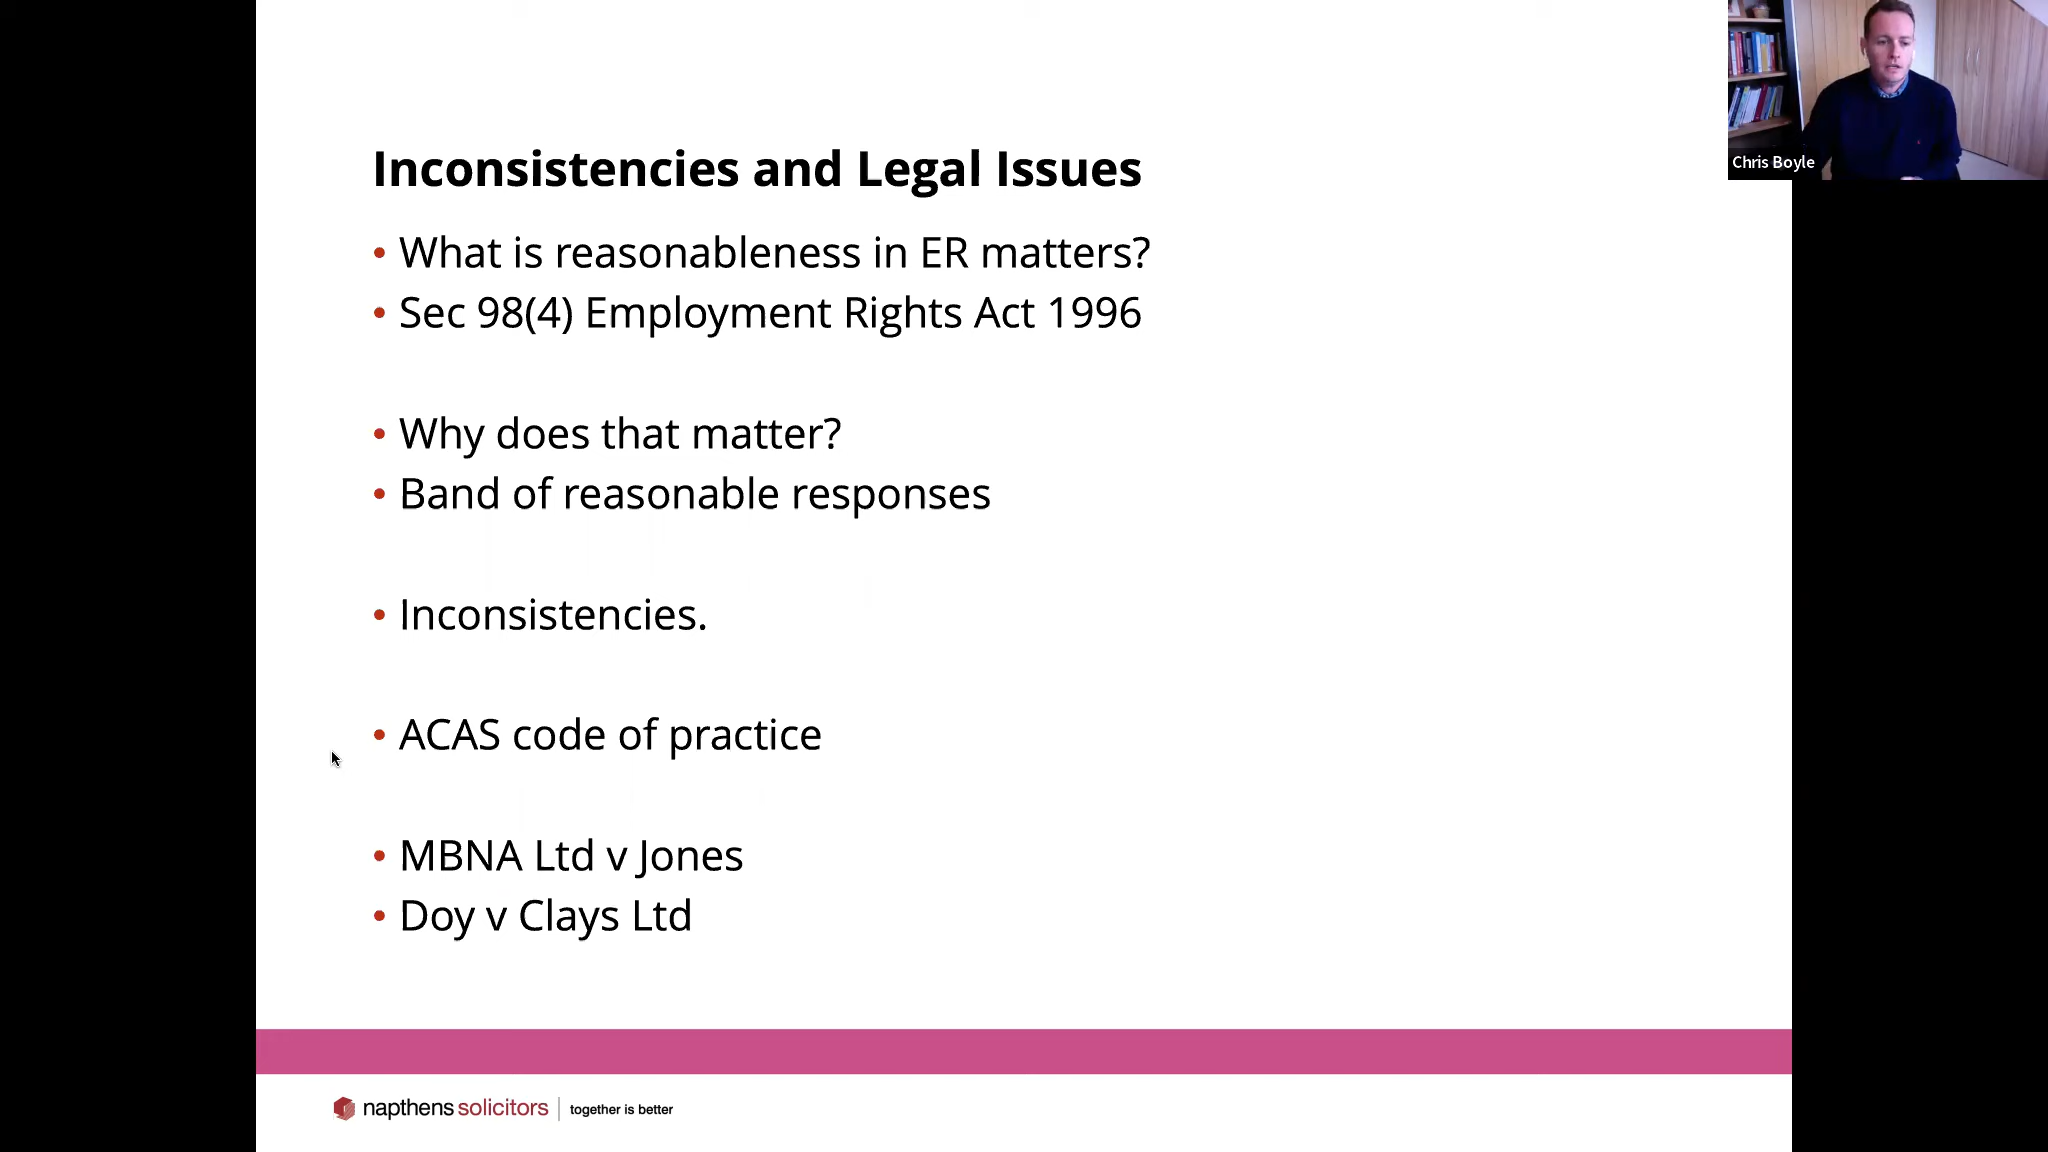 Inconsistencies and Legal Issues
• What is reasonableness in ER matters?
• Sec 98(4) Employment Rights Act 1996
• Why does that matter?
• Band of reasonable responses
• Inconsistencies.
• ACAS code of practice
• MBNA Ltd v Jones
• Doy v Clays Ltd
napthens solicitors | together is better
Chris Boyle